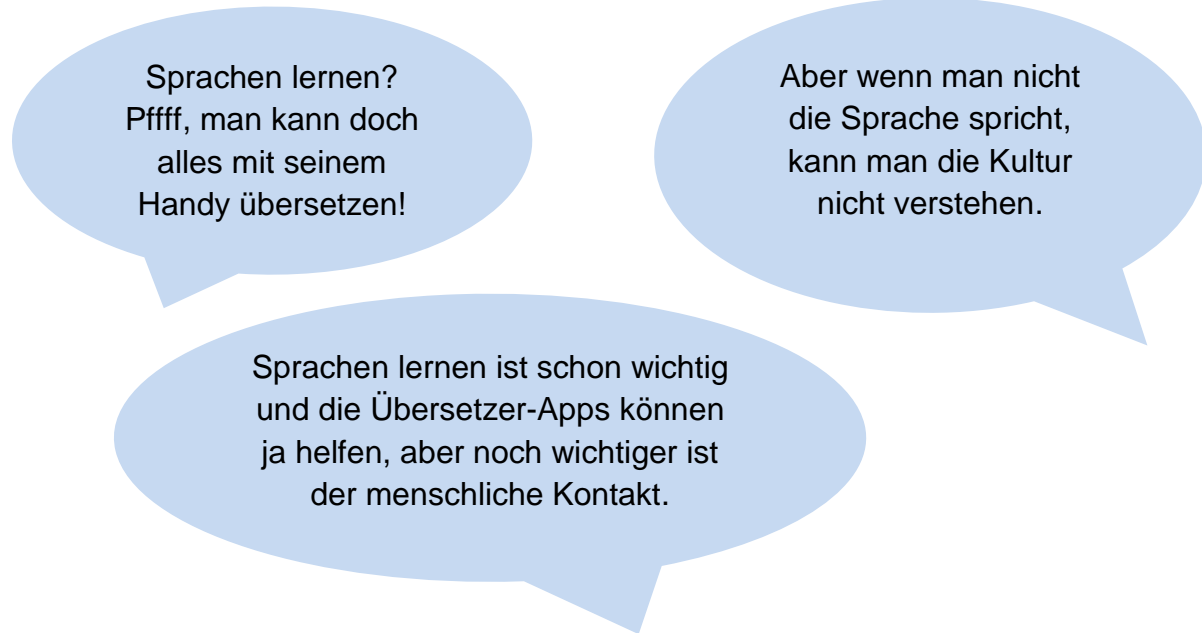 Sprachen lernen?
Pffff, man kann doch
alles mit seinem
Handy übersetzen!
Aber wenn man nicht
die Sprache spricht,
kann man die Kultur
nicht verstehen.
Sprachen lernen ist schon wichtig
und die Übersetzer-Apps können
ja helfen, aber noch wichtiger ist
der menschliche Kontakt.